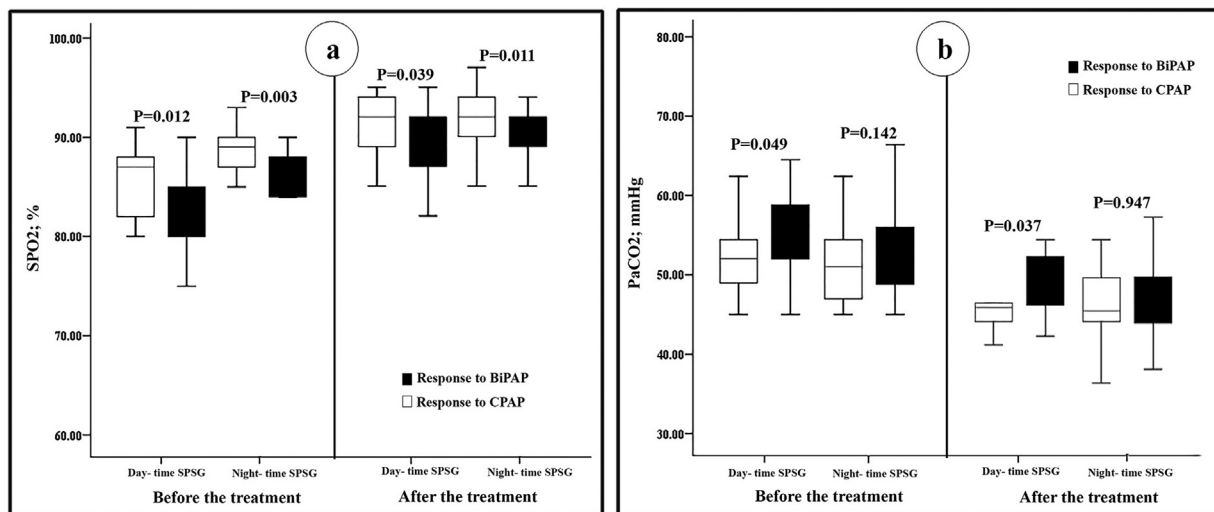 a
100.00
90.00
80.00
70.00
60.00
SPO2; %
P=0.012
P=0.003
P=0.039
P=0.011
Response to BiPAP
Response to CPAP
Day- time SPSG
Night- time SPSG
Day- time SPSG
Night- time SPSG
Before the treatment
After the treatment
b
80.00
70.00
60.00
50.00
40.00
30.00
PaCO2; mmHg
Response to BiPAP
Response to CPAP
P=0.049
P=0.142
P=0.037
P=0.947
Day- time SPSG
Night- time SPSG
Day- time SPSG
Night- time SPSG
Before the treatment
After the treatment